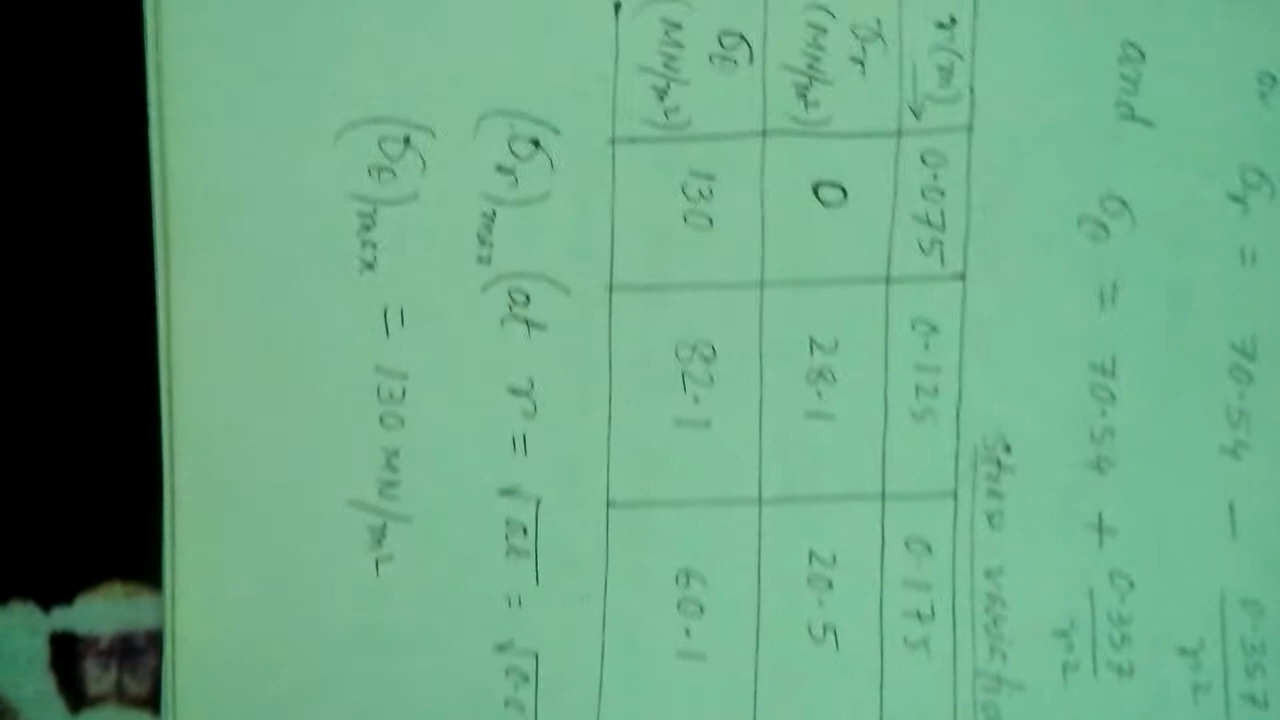 σr = 70.54 - 0.357 / r²
and σθ = 70.54 + 0.357 / r²
r(m) → 0.075 0.125 0.175
σr (MN/m²) 0 28.1 20.5
σθ (MN/m²) 130 82.1 60.1
(σr)max (at r = √ =
(σθ)max = 130 MN/m²